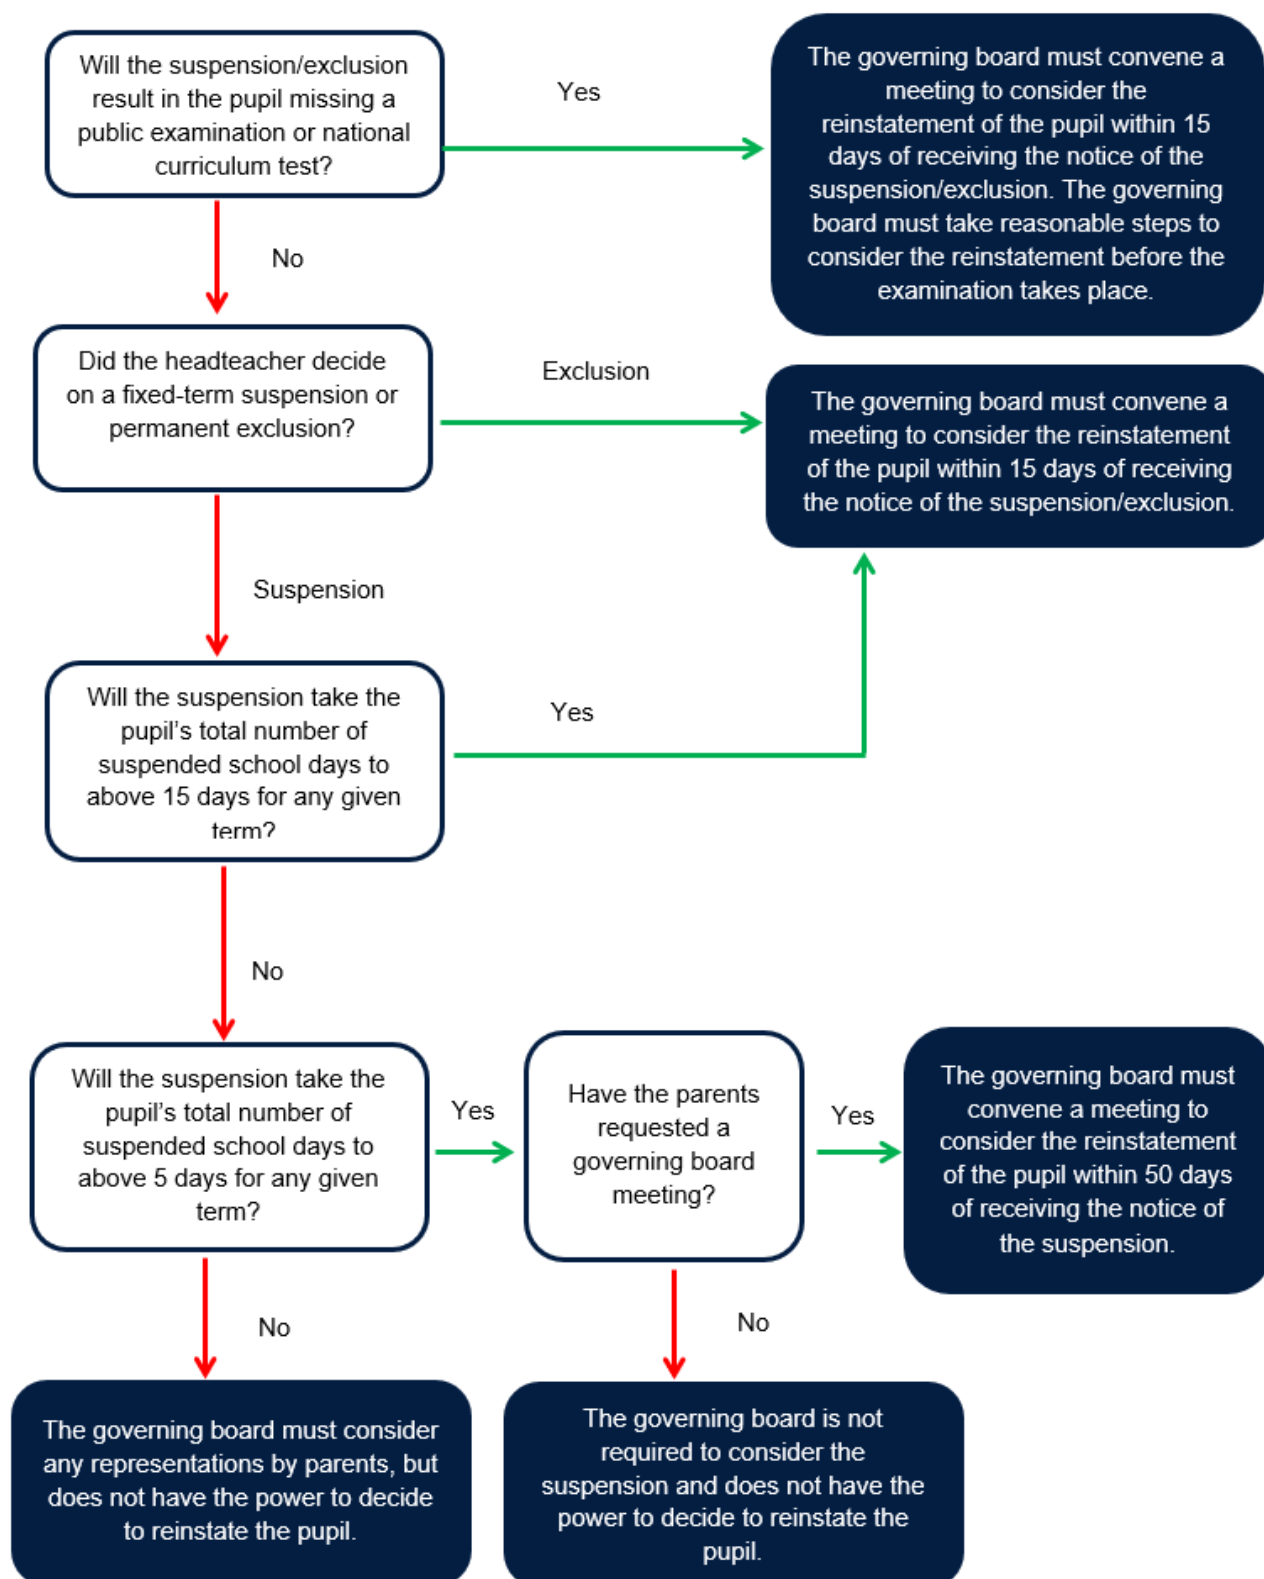 Will the suspension/exclusion
result in the pupil missing a
public examination or national
curriculum test?
Yes
The governing board must convene a
meeting to consider the
reinstatement of the pupil within 15
days of receiving the notice of the
suspension/exclusion. The governing
board must take reasonable steps to
consider the reinstatement before the
examination takes place.
No
Did the headteacher decide
on a fixed-term suspension or
permanent exclusion?
Exclusion
The governing board must convene a
meeting to consider the reinstatement
of the pupil within 15 days of receiving
the notice of the suspension/exclusion.
Suspension
Will the suspension take the
pupil’s total number of
suspended school days to
above 15 days for any given
term?
Yes
No
Will the suspension take the
pupil’s total number of
suspended school days to
above 5 days for any given
term?
Yes
Have the parents
requested a
governing board
meeting?
Yes
The governing board must
convene a meeting to
consider the reinstatement
of the pupil within 50 days
of receiving the notice of
the suspension.
No
No
The governing board must consider
any representations by parents, but
does not have the power to decide
to reinstate the pupil.
The governing board is not
required to consider the
suspension and does not have the
power to decide to reinstate the
pupil.